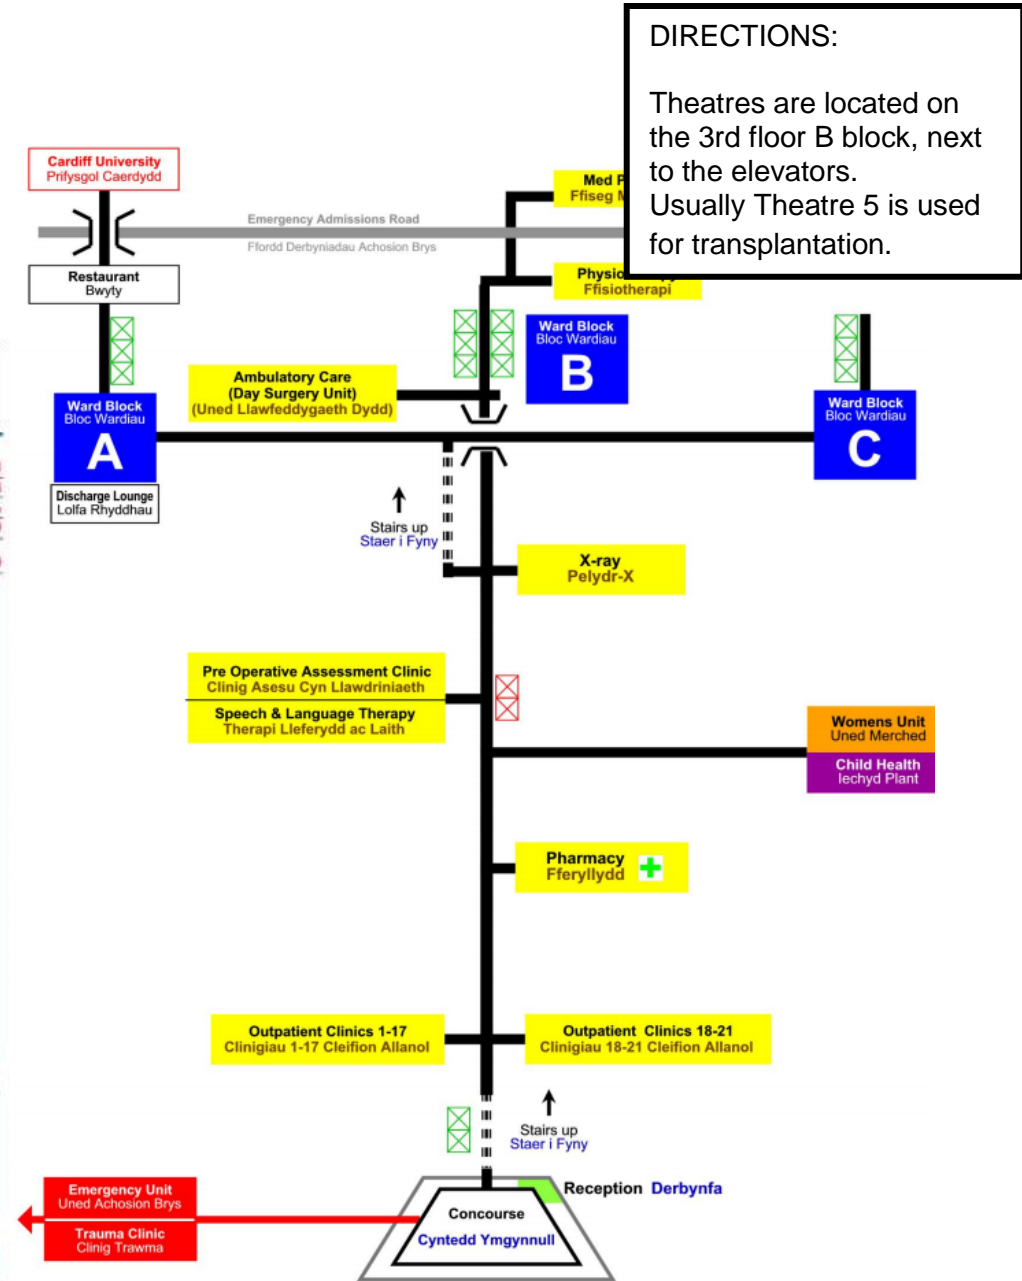 DIRECTIONS:
Theatres are located on
the 3rd floor B block, next
to the elevators.
Usually Theatre 5 is used
for transplantation.
Cardiff University
Prifysgol Caerdydd
Med
Ffiseg
Emergency Admissions Road
Ffordd Derbyniadau Achosion Brys
Restaurant
Bwyty
Ffisiotherapi
Ward Block
Bloc Wardiau
B
Ambulatory Care
(Day Surgery Unit)
(Uned Llawfeddygaeth Dydd)
Ward Block
Bloc Wardiau
A
Ward Block
Bloc Wardiau
C
Discharge Lounge
Lolfa Rhyddhau
Stairs up
Staer i Fyny
X-ray
Pelydr-X
Pre Operative Assessment Clinic
Clinig Asesu Cyn Llawdriniaeth
Speech & Language Therapy
Therapi Lleferydd ac Laith
Womens Unit
Uned Merched
Child Health
Iechyd Plant
Pharmacy
Fferyllydd
Outpatient Clinics 1-17
Clinigiau 1-17 Cleifion Allanol
Outpatient Clinics 18-21
Clinigiau 18-21 Cleifion Allanol
Stairs up
Staer i Fyny
Emergency Unit
Uned Achosion Brys
Trauma Clinic
Clinig Trawma
Reception Derbynfa
Concourse
Cyntedd Ymgynnull